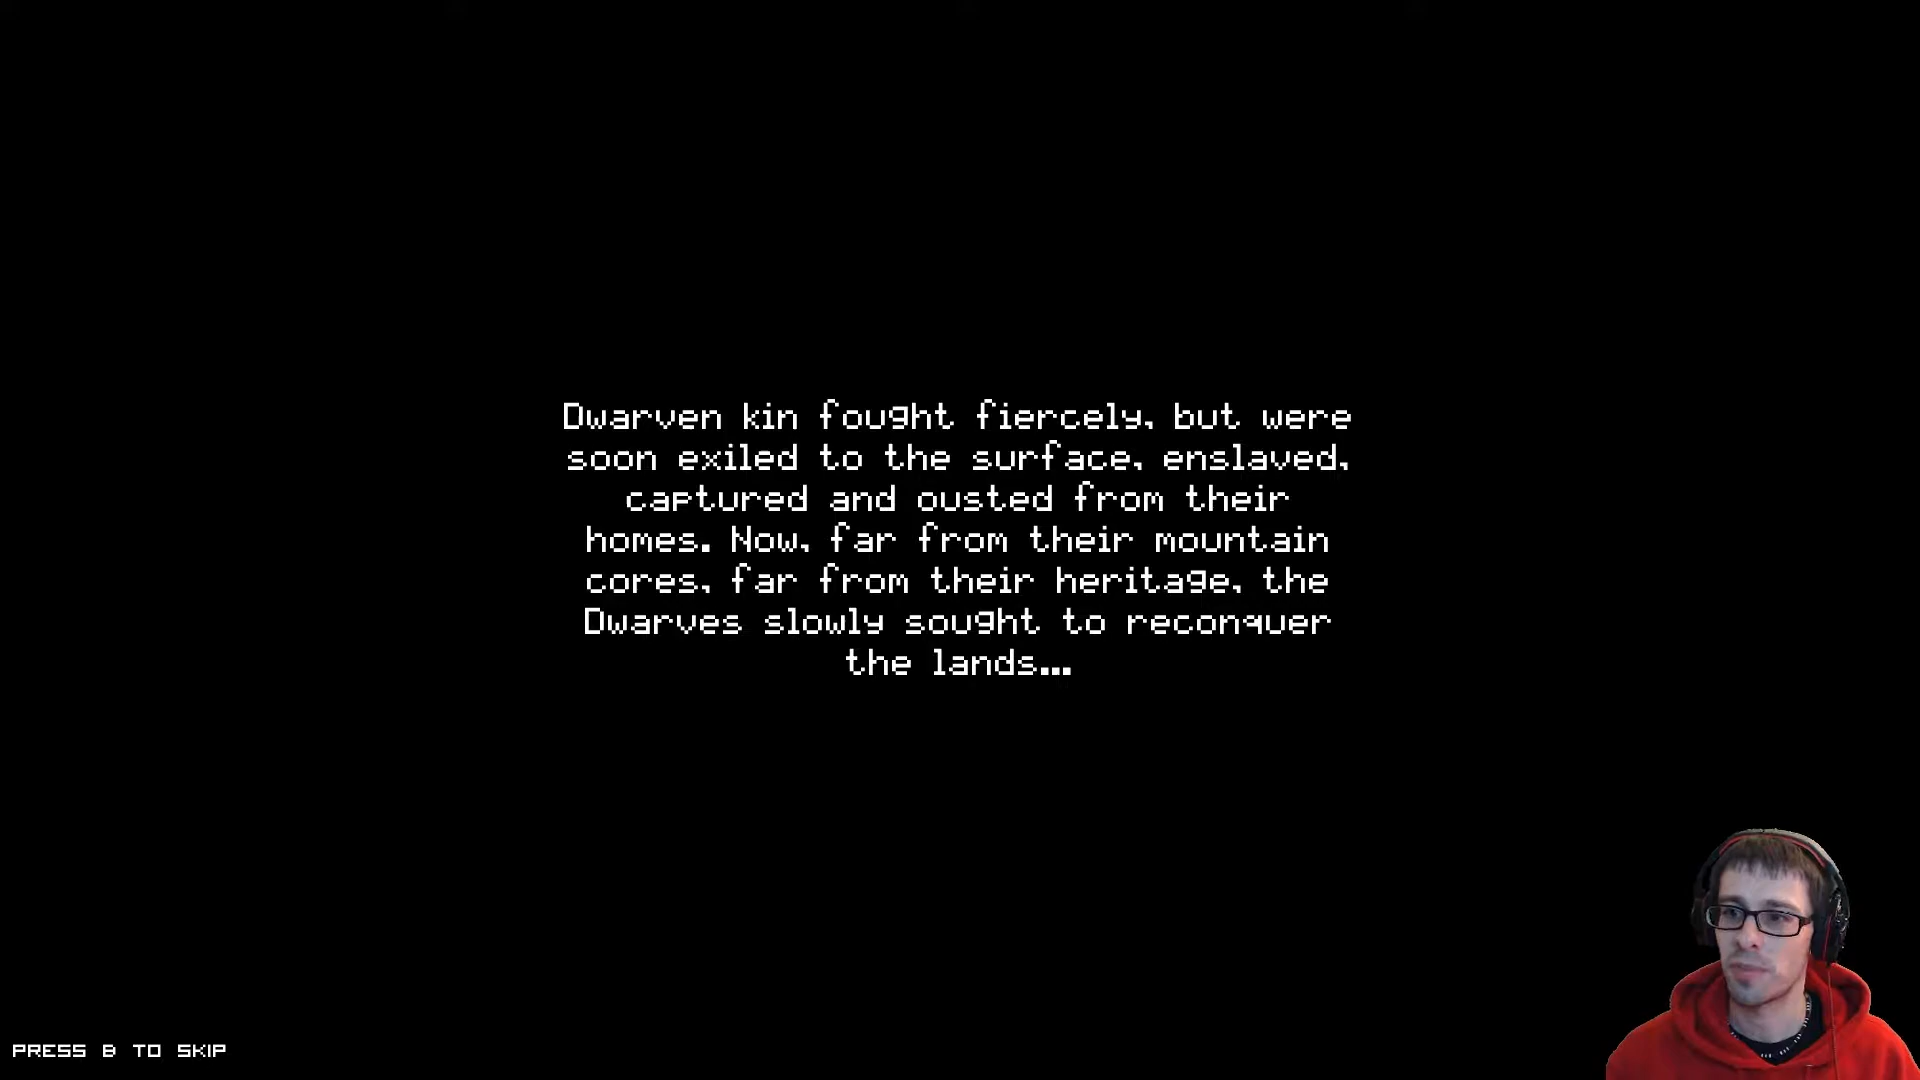 Dwarven kin fought fiercely, but were
soon exiled to the surface, enslaved,
captured and ousted from their
homes. Now, far from their mountain
cores, far from their heritage, the
Dwarves slowly sought to reconquer
the lands...
PRESS B TO SKIP